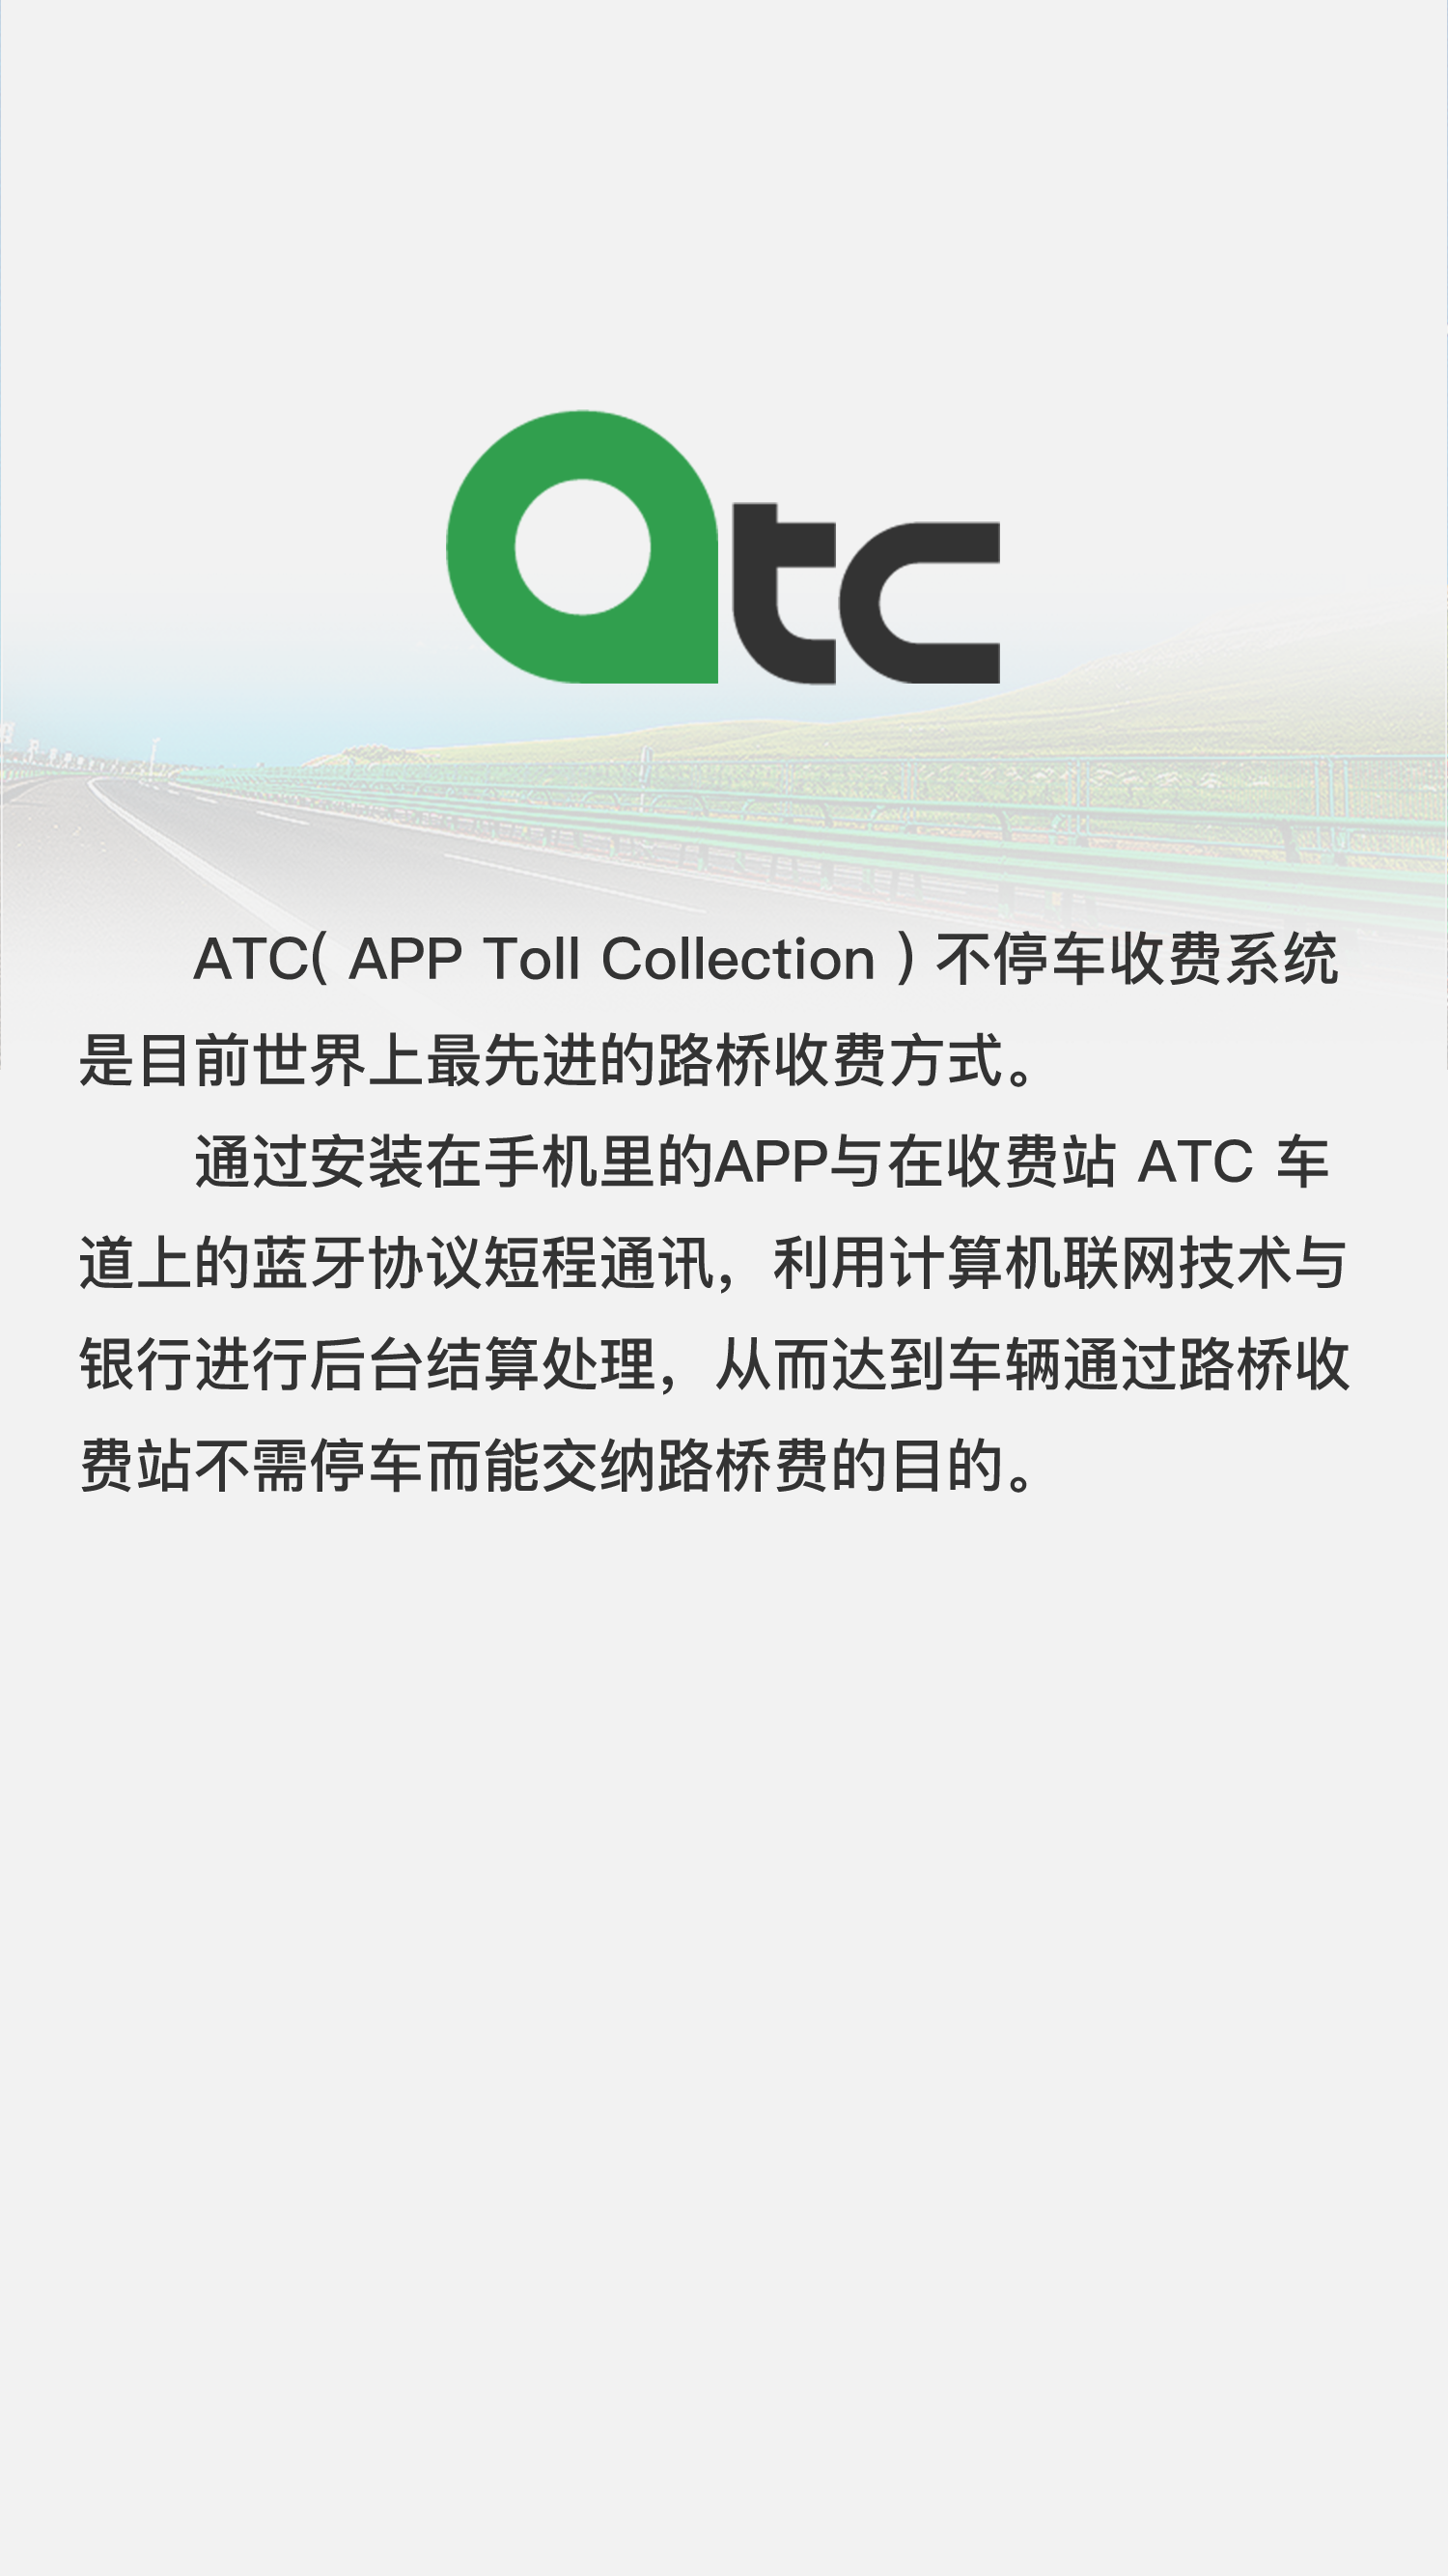 atc
ATC( APP Toll Collection ) 不停车收费系统
是目前世界上最先进的路桥收费方式。
通过安装在手机里的APP与在收费站 ATC 车
道上的蓝牙协议短程通讯，利用计算机联网技术与
银行进行后台结算处理，从而达到车辆通过路桥收
费站不需停车而能交纳路桥费的目的。